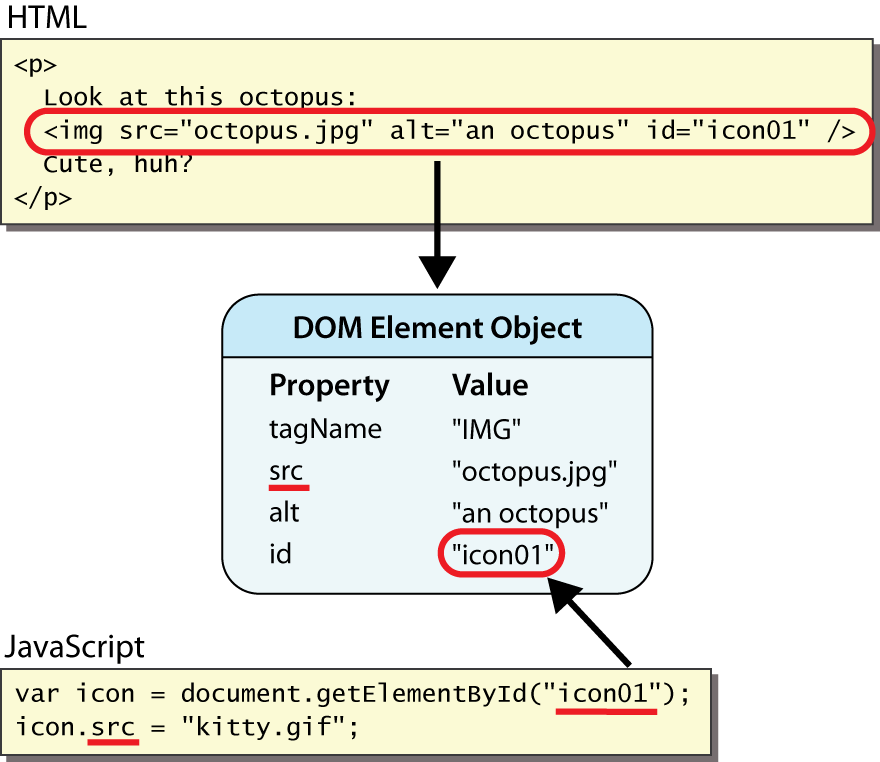 HTML
<p>
Look at this octopus:
<img src="octopus.jpg" alt="an octopus" id="icon01" />
Cute, huh?
</p>
DOM Element Object
Property Value
tagName "IMG"
src "octopus.jpg"
alt "an octopus"
id "icon01"
JavaScript
var icon = document.getElementById("icon01");
icon.src = "kitty.gif";